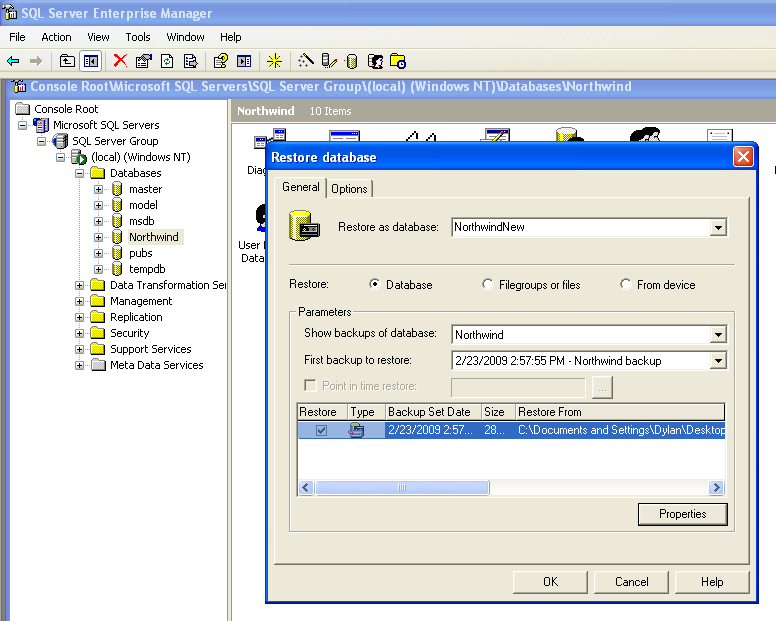 SQL Server Enterprise Manager
File Action View Tools Window Help
Console Root\Microsoft SQL Servers\SQL Server Group\(local) (Windows NT)\Databases\Northwind
Console Root
Microsoft SQL Servers
SQL Server Group
(local) (Windows NT)
Databases
master
model
msdb
Northwind
pubs
tempdb
Data Transformation Ser
Management
Replication
Security
Support Services
Meta Data Services
Northwind 10 Items
Diag
User
Data
Restore database
General Options
Restore as database: NorthwindNew
Restore: Database Filegroups or files From device
Parameters
Show backups of database: Northwind
First backup to restore: 2/23/2009 2:57:55 PM - Northwind backup
Point in time restore: ...
Restore Type Backup Set Date Size Restore From
2/23/2009 2:57... 28... C:\Documents and Settings\Dylan\Desktop
Properties
OK Cancel Help